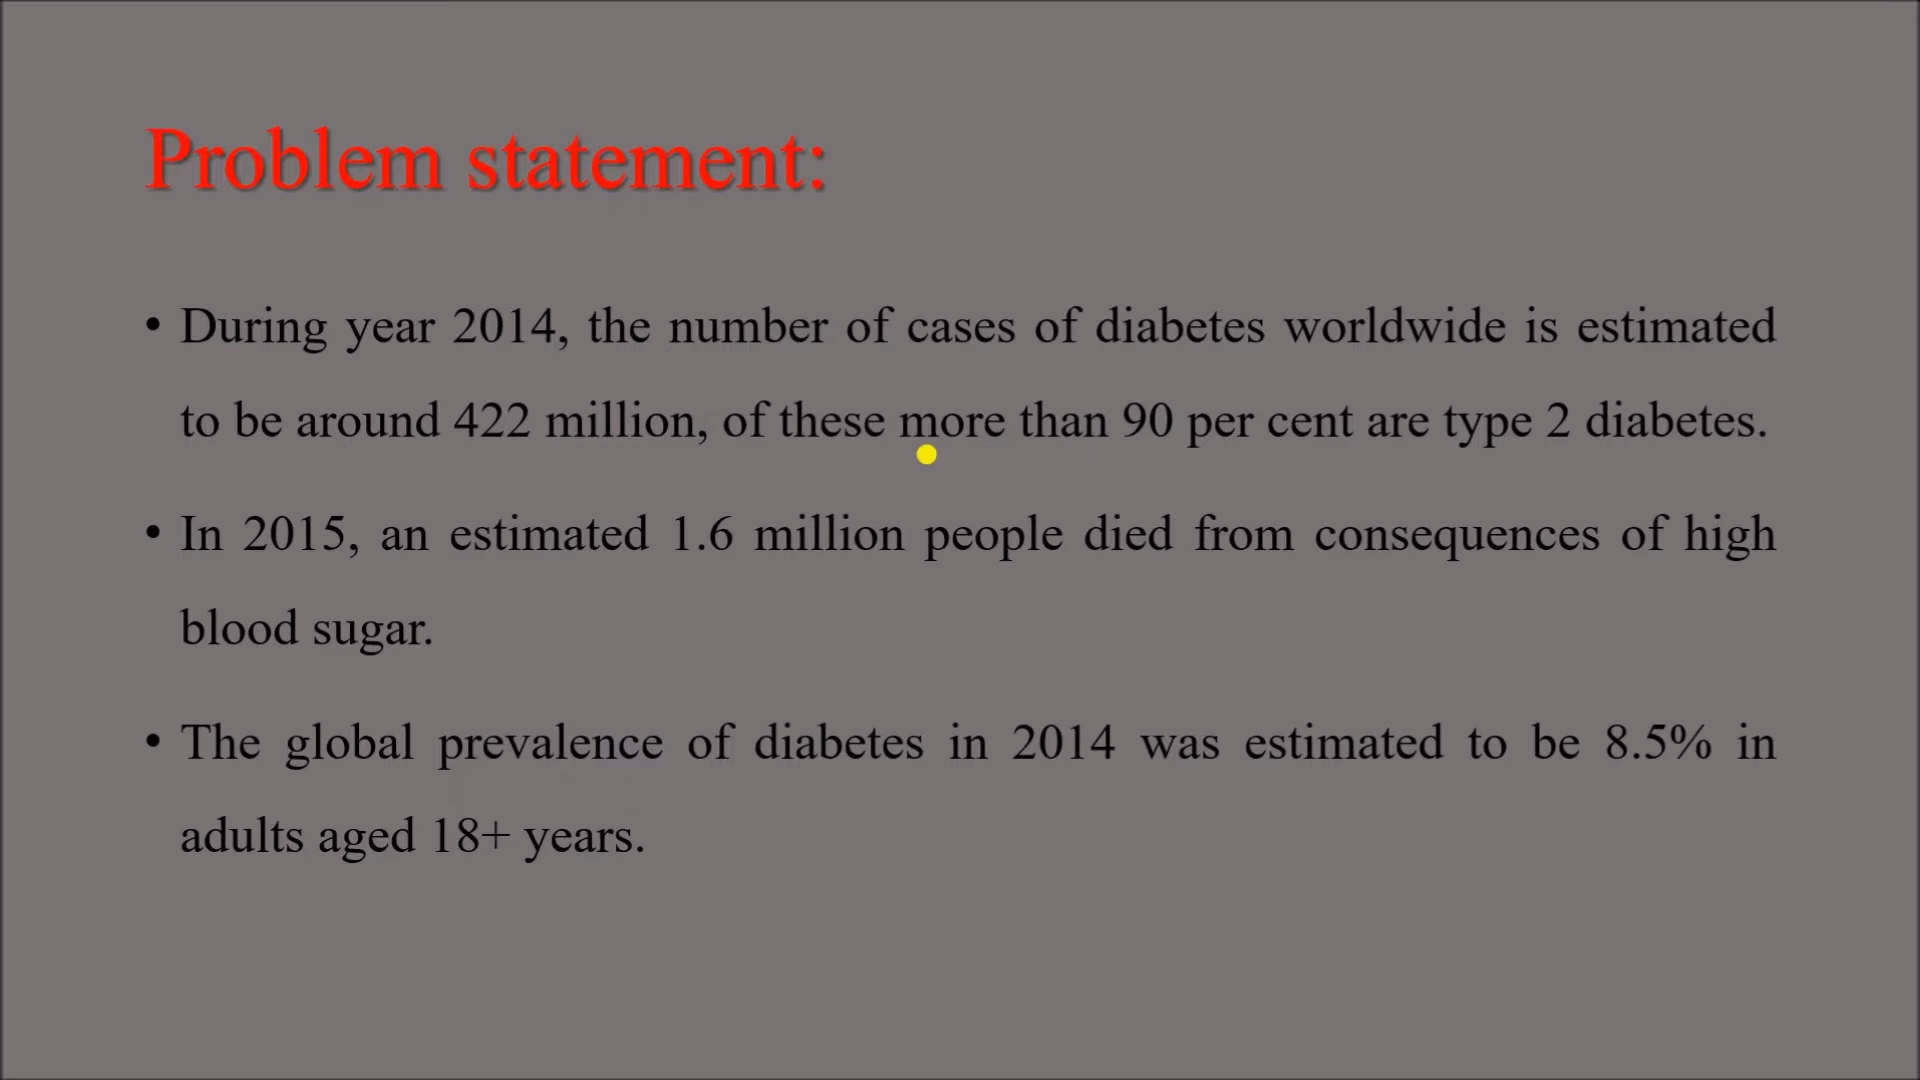 Problem statement:
• During year 2014, the number of cases of diabetes worldwide is estimated
to be around 422 million, of these more than 90 per cent are type 2 diabetes.
• In 2015, an estimated 1.6 million people died from consequences of high
blood sugar.
• The global prevalence of diabetes in 2014 was estimated to be 8.5% in
adults aged 18+ years.